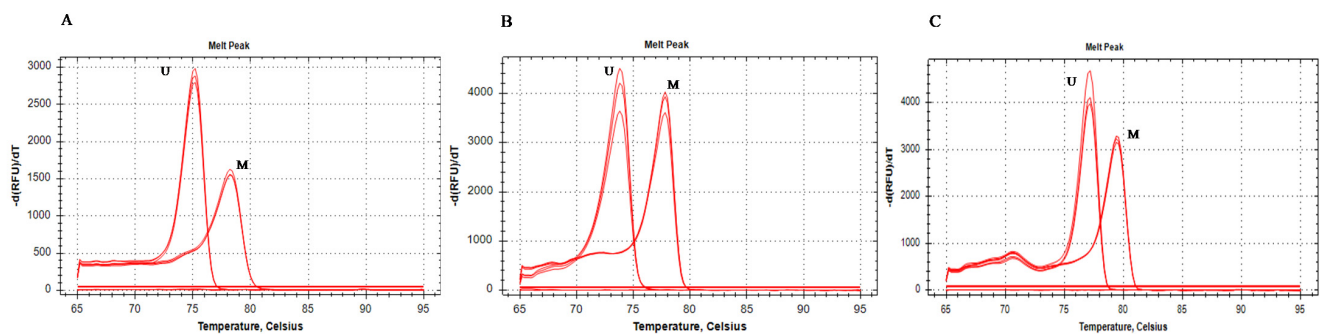 A
Melt Peak
3000
2500
2000
1500
1000
500
0
-d(RFU)/dT
U
M
65 70 75 80 85 90 95
Temperature, Celsius
B
Melt Peak
4000
3000
2000
1000
0
-d(RFU)/dT
U
M
65 70 75 80 85 90 95
Temperature, Celsius
C
Melt Peak
4000
3000
2000
1000
0
-d(RFU)/dT
U
M
65 70 75 80 85 90 95
Temperature, Celsius